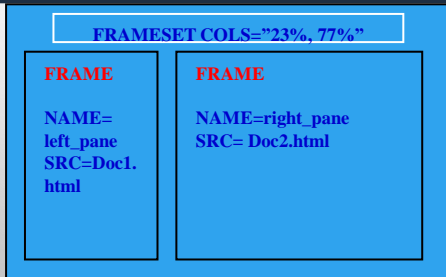 FRAMESET COLS=”23%, 77%”
FRAME
NAME=
left_pane
SRC=Doc1.
html
FRAME
NAME=right_pane
SRC= Doc2.html